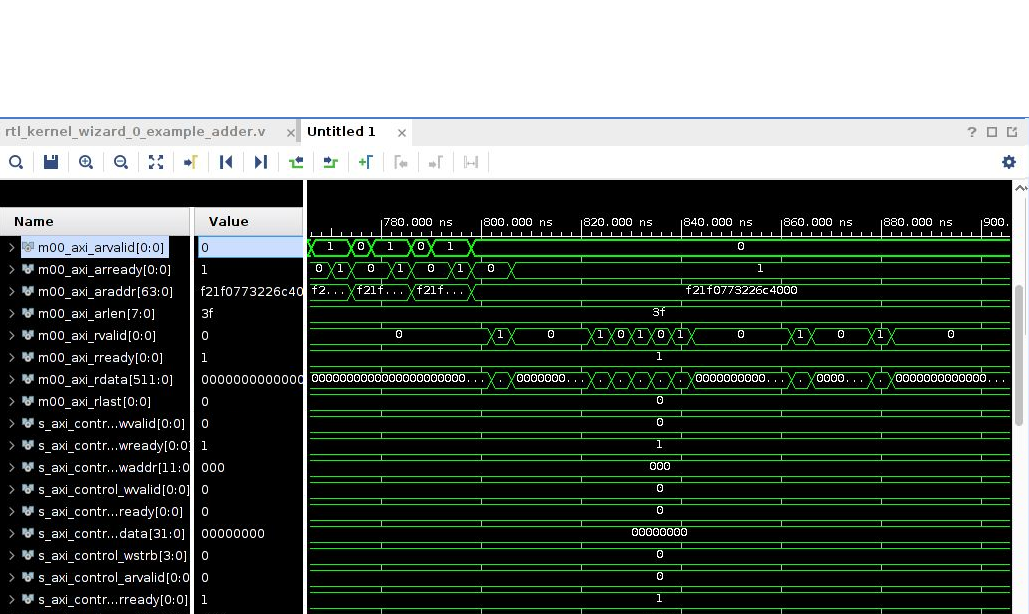 rtl_kernel_wizard_0_example_adder.v × Untitled 1 × ?
Name Value 780.000 ns 800.000 ns 820.000 ns 840.000 ns 860.000 ns 880.000 ns 900.
m00_axi_arvalid[0:0] 0 1 0 1 0 1 0
m00_axi_arready[0:0] 1 0 1 0 1 0 1 0 1
m00_axi_araddr[63:0] f21f0773226c40 f2... f21f... f21f... f21f0773226c4000
m00_axi_arlen[7:0] 3f 3f
m00_axi_rvalid[0:0] 0 0 1 0 1 0 1 0 1 0 1 0 1 0
m00_axi_rready[0:0] 1 1
m00_axi_rdata[511:0] 0000000000000 0000000000000000000000... . 0000000... . . . . . 0000000000... . 0000... . 0000000000000...
m00_axi_rlast[0:0] 0 0
s_axi_contr...wvalid[0:0] 0 0
s_axi_contr...wready[0:0] 1 1
s_axi_contr...waddr[11:0 000 000
s_axi_control_wvalid[0:0] 0 0
s_axi_contr...ready[0:0] 0 0
s_axi_contr...data[31:0] 00000000 00000000
s_axi_control_wstrb[3:0] 0 0
s_axi_control_arvalid[0:0 0 0
s_axi_contr...rready[0:0] 1 1